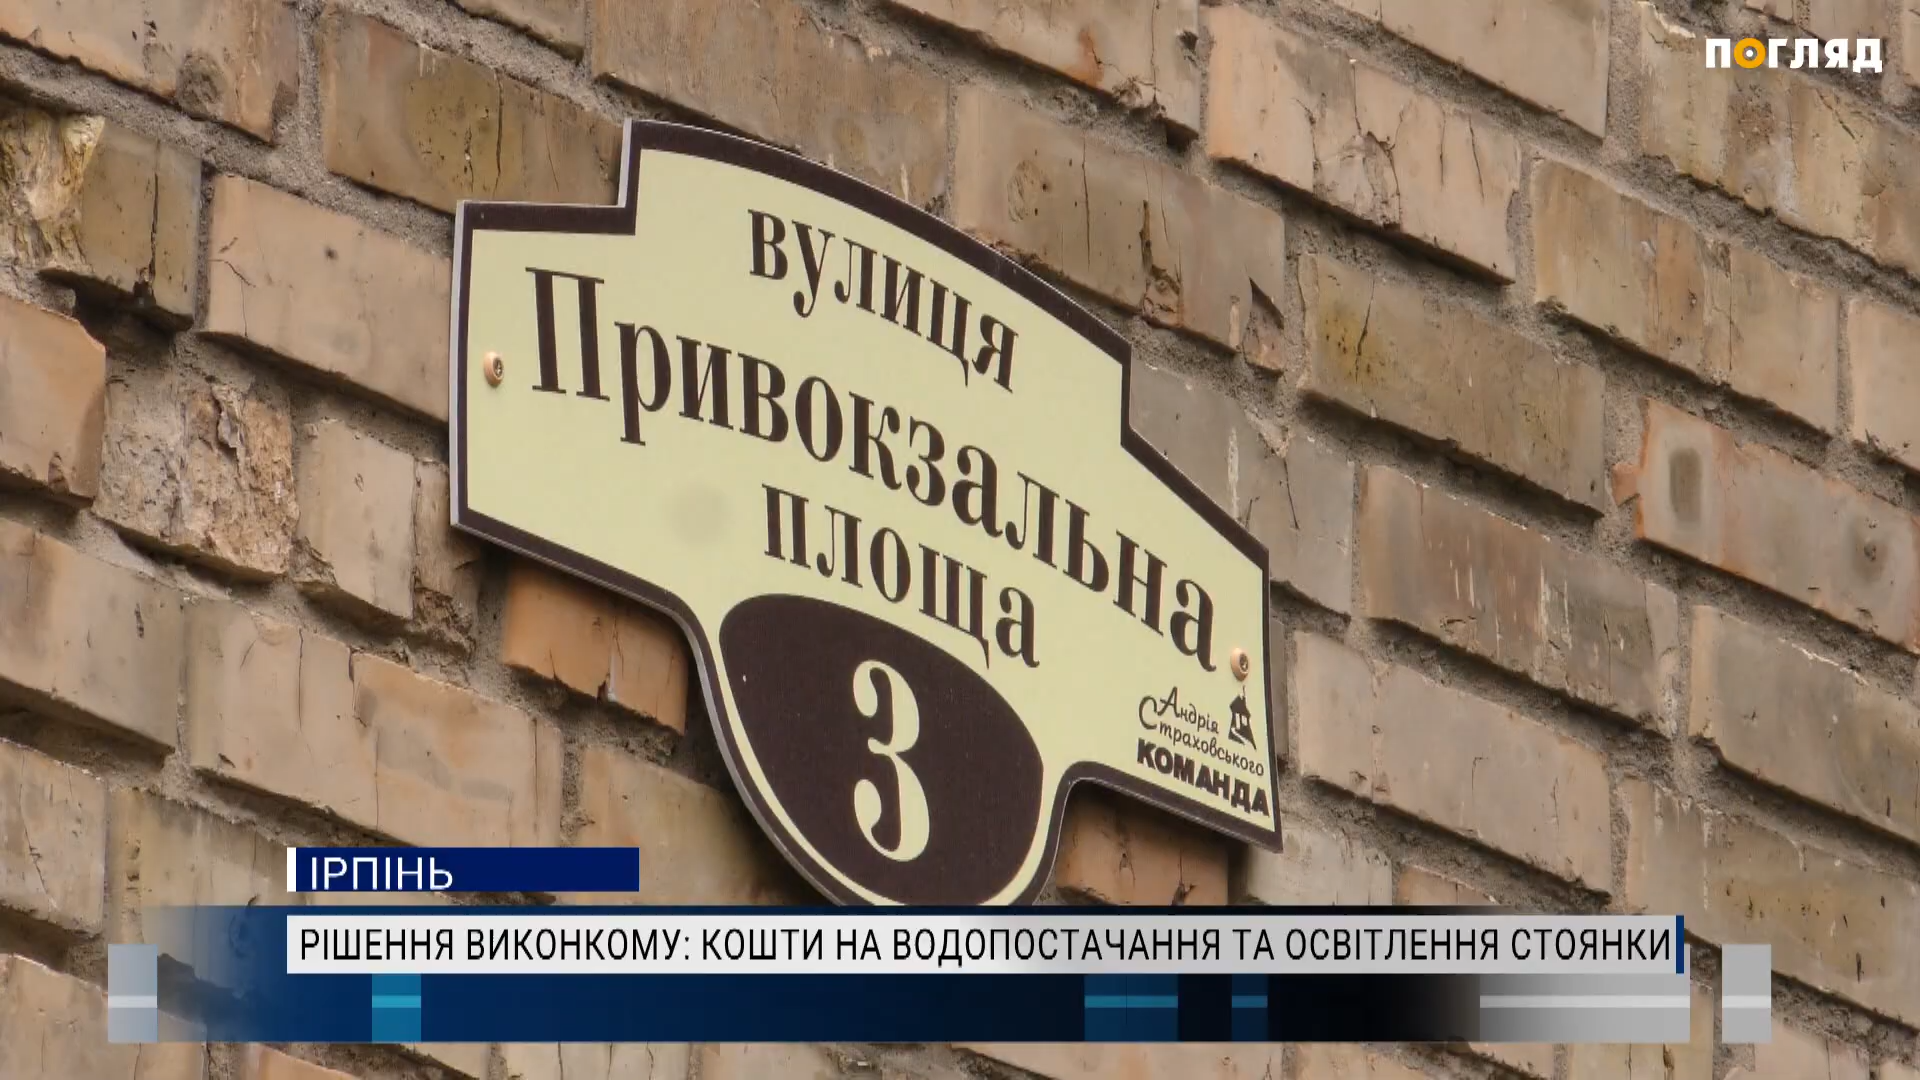 ПОГЛЯД
вулиця
Привокзальна
площа
3
Андрія
Страховського
КОМАНДА
ІРПІНЬ
РІШЕННЯ ВИКОНКОМУ: КОШТИ НА ВОДОПОСТАЧАННЯ ТА ОСВІТЛЕННЯ СТОЯНКИ